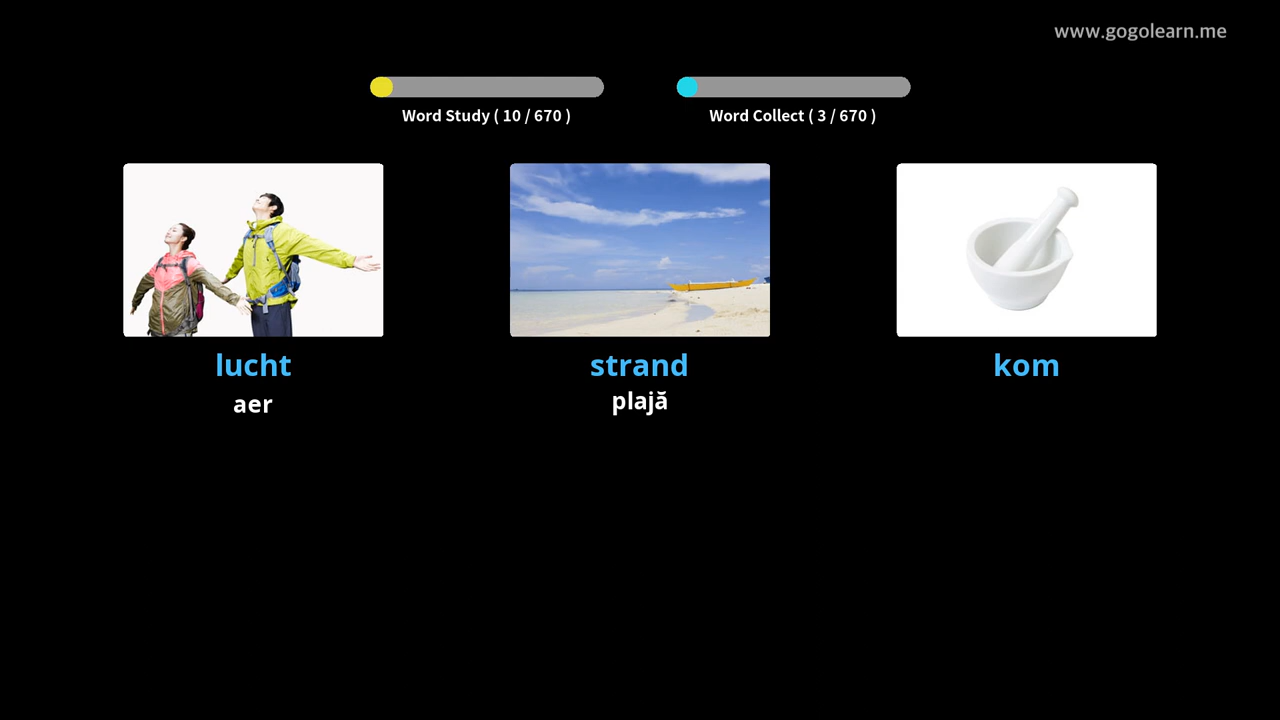 www.gogolearn.me
Word Study ( 10 / 670 )
Word Collect ( 3 / 670 )
lucht
strand
kom
aer
plajă